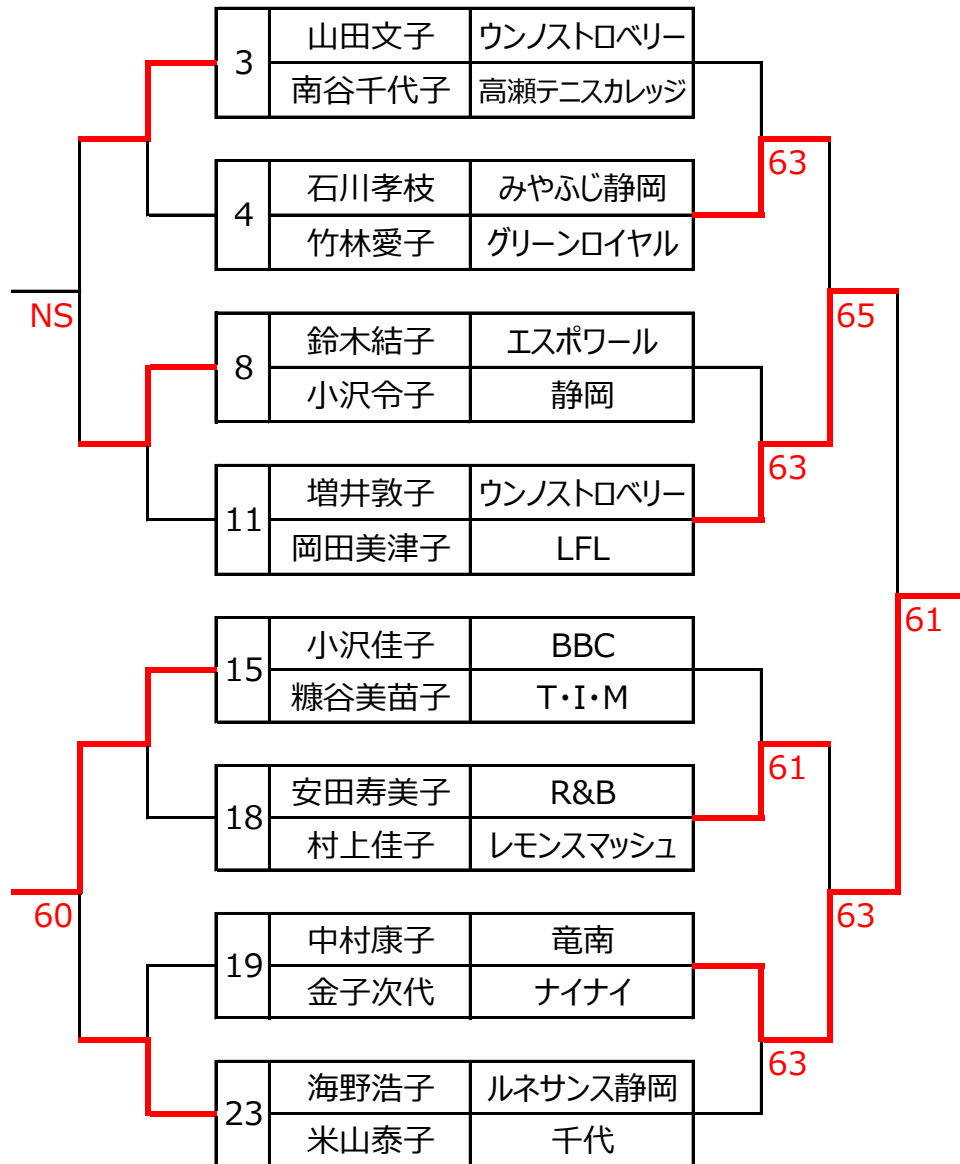 3 山田文子 ウンノストロベリー
南谷千代子 高瀬テニスカレッジ
63
4 石川孝枝 みやふじ静岡
竹林愛子 グリーンロイヤル
NS
65
8 鈴木結子 エスポワール
小沢令子 静岡
63
11 増井敦子 ウンノストロベリー
岡田美津子 LFL
61
15 小沢佳子 BBC
糠谷美苗子 T・I・M
61
18 安田寿美子 R&B
村上佳子 レモンスマッシュ
60
63
19 中村康子 竜南
金子次代 ナイナイ
63
23 海野浩子 ルネサンス静岡
米山泰子 千代